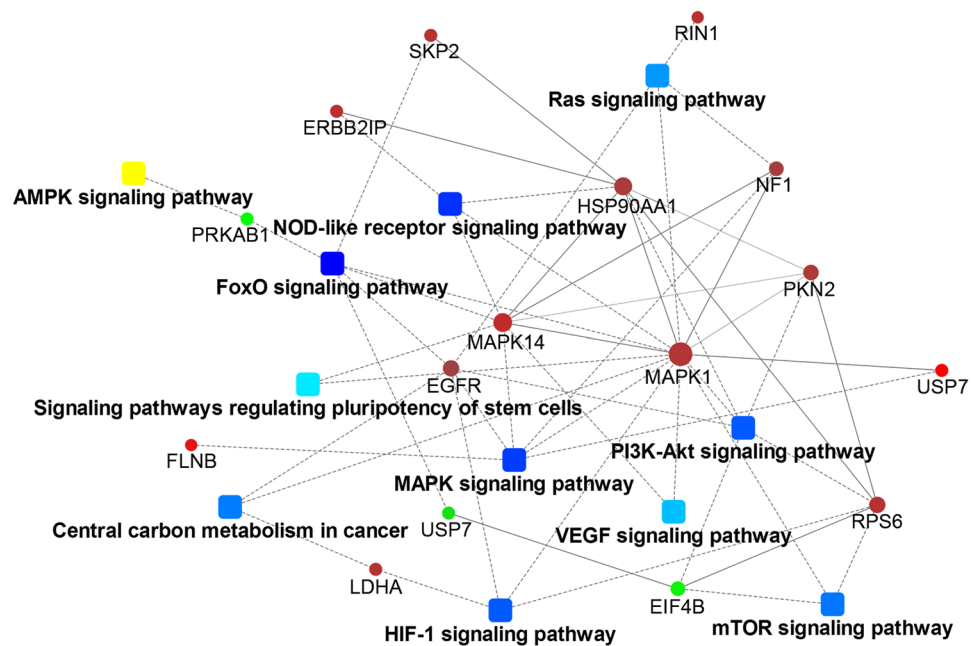 RIN1
SKP2
Ras signaling pathway
ERBB2IP
NF1
AMPK signaling pathway
HSP90AA1
PRKAB1
NOD-like receptor signaling pathway
FoxO signaling pathway
PKN2
MAPK14
MAPK1
EGFR
USP7
Signaling pathways regulating pluripotency of stem cells
PI3K-Akt signaling pathway
FLNB
MAPK signaling pathway
RPS6
Central carbon metabolism in cancer
USP7
VEGF signaling pathway
LDHA
EIF4B
HIF-1 signaling pathway
mTOR signaling pathway